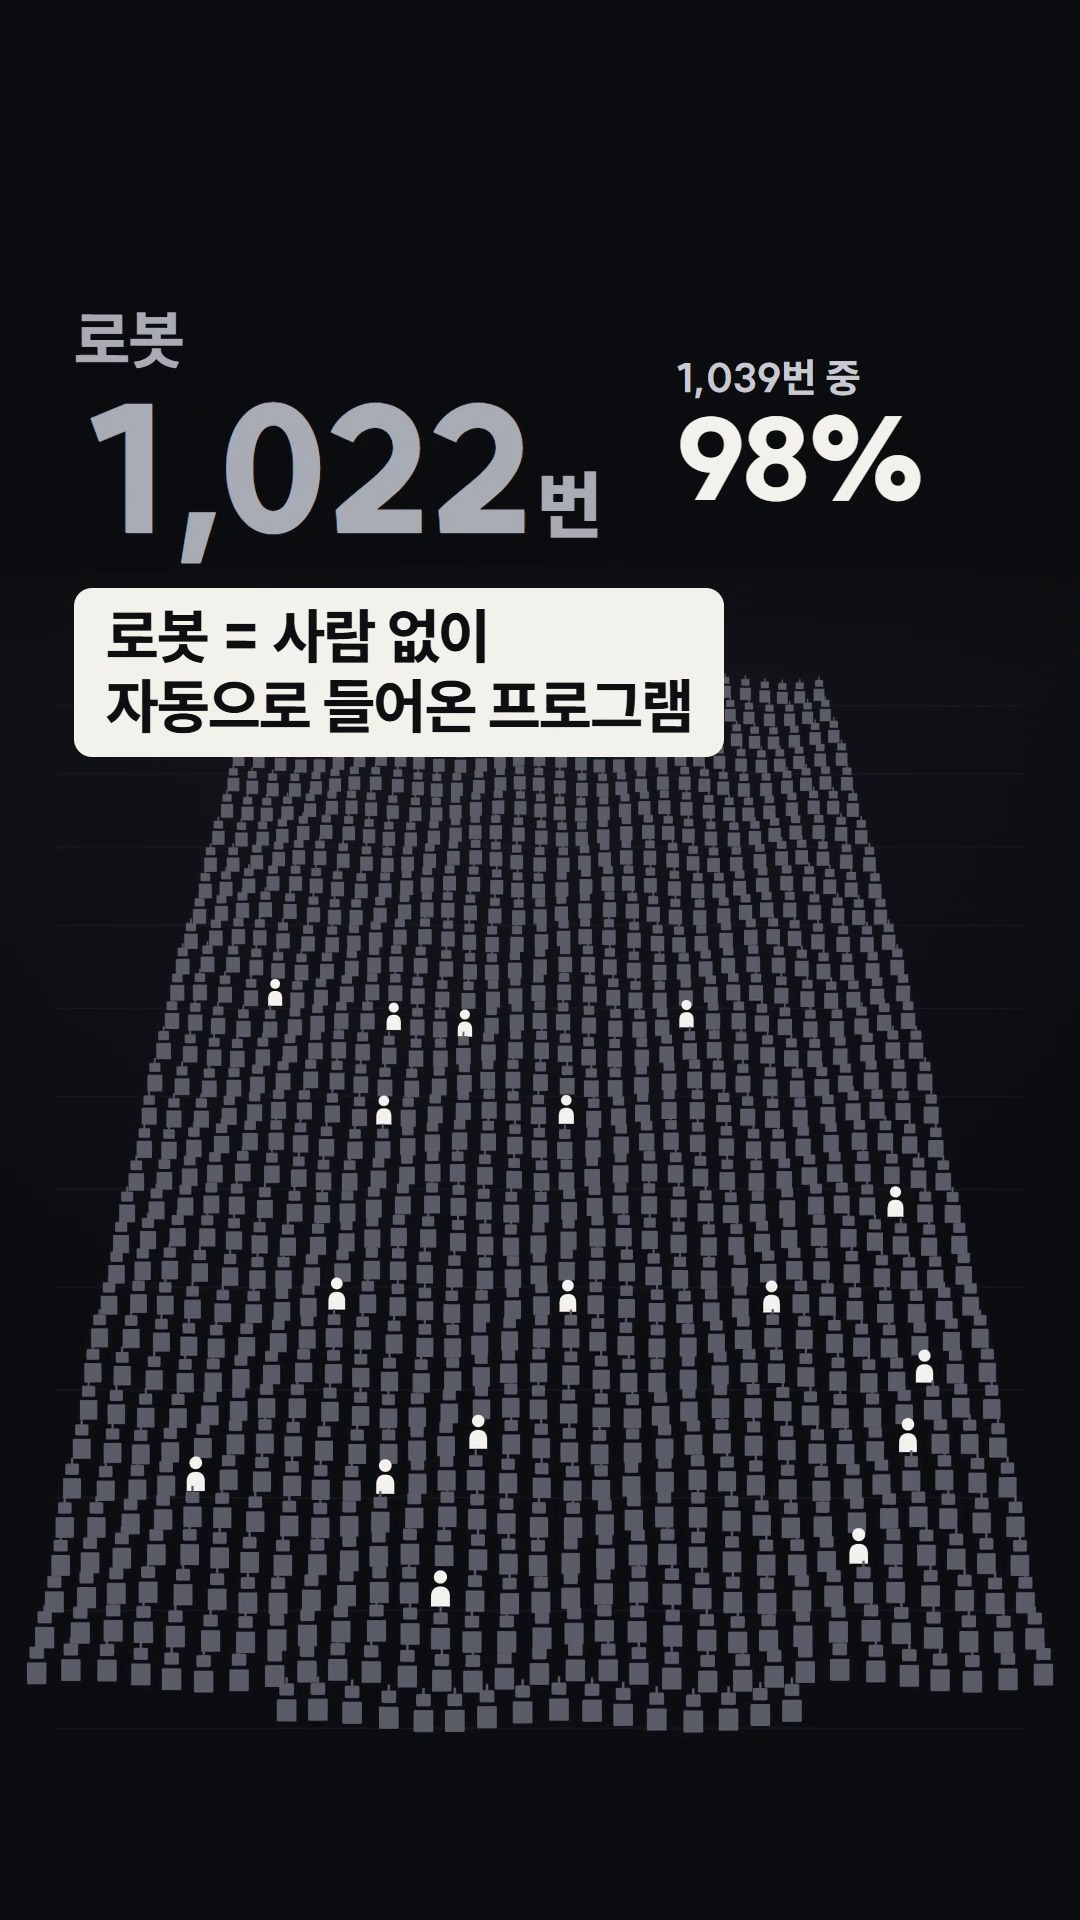 로봇
1,022번
1,039번 중
98%
로봇 = 사람 없이
자동으로 들어온 프로그램